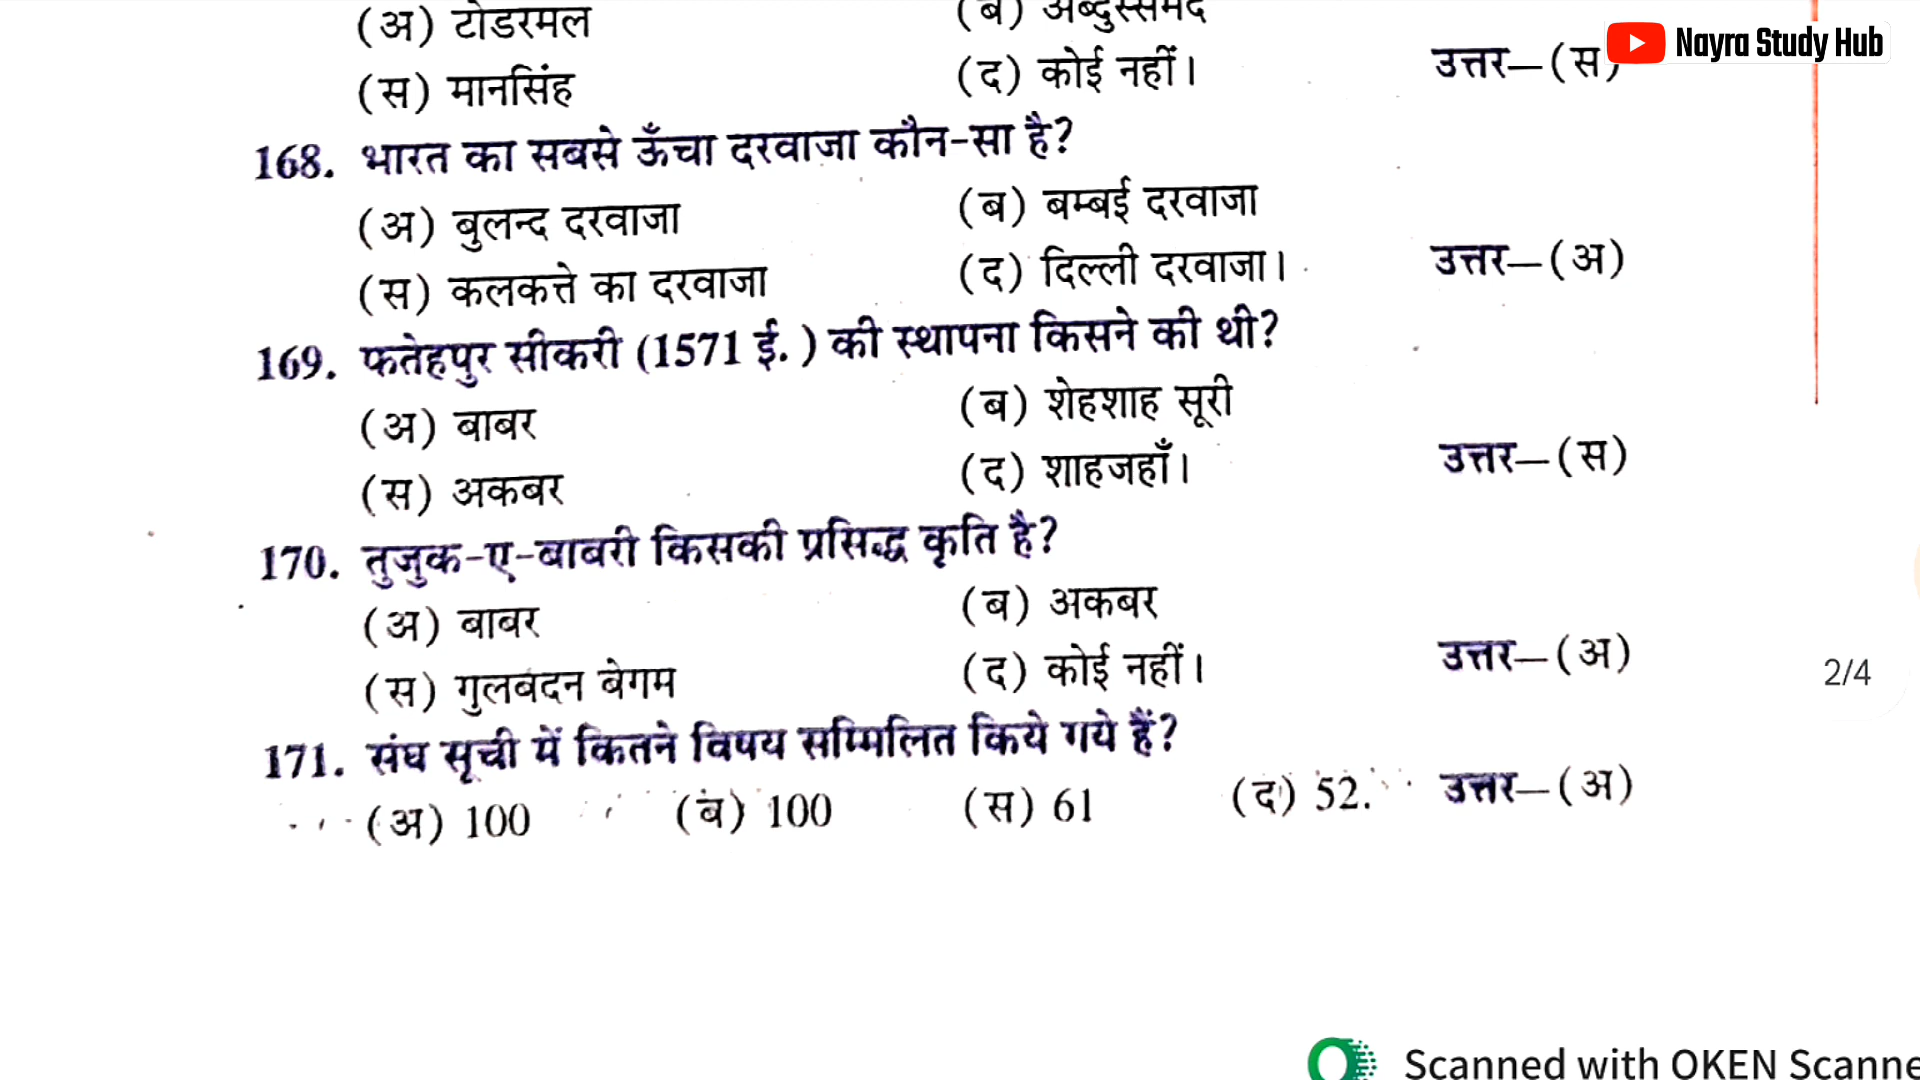 (अ) टोडरमल (ब) अब्दुस्समद
(स) मानसिंह (द) कोई नहीं। उत्तर—(स)
Nayra Study Hub
168. भारत का सबसे ऊँचा दरवाजा कौन-सा है?
(अ) बुलन्द दरवाजा (ब) बम्बई दरवाजा
(स) कलकत्ते का दरवाजा (द) दिल्ली दरवाजा। उत्तर—(अ)
169. फतेहपुर सीकरी (1571 ई.) की स्थापना किसने की थी?
(अ) बाबर (ब) शेहशाह सूरी
(स) अकबर (द) शाहजहाँ। उत्तर—(स)
170. तुजुक-ए-बाबरी किसकी प्रसिद्ध कृति है?
(अ) बाबर (ब) अकबर
(स) गुलबदन बेगम (द) कोई नहीं। उत्तर—(अ)
2/4
171. संघ सूची में कितने विषय सम्मिलित किये गये हैं?
(अ) 100 (ब) 100 (स) 61 (द) 52. उत्तर—(अ)
Scanned with OKEN Scanne